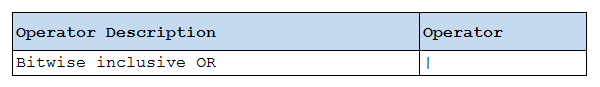 Operator Description Operator
Bitwise inclusive OR |